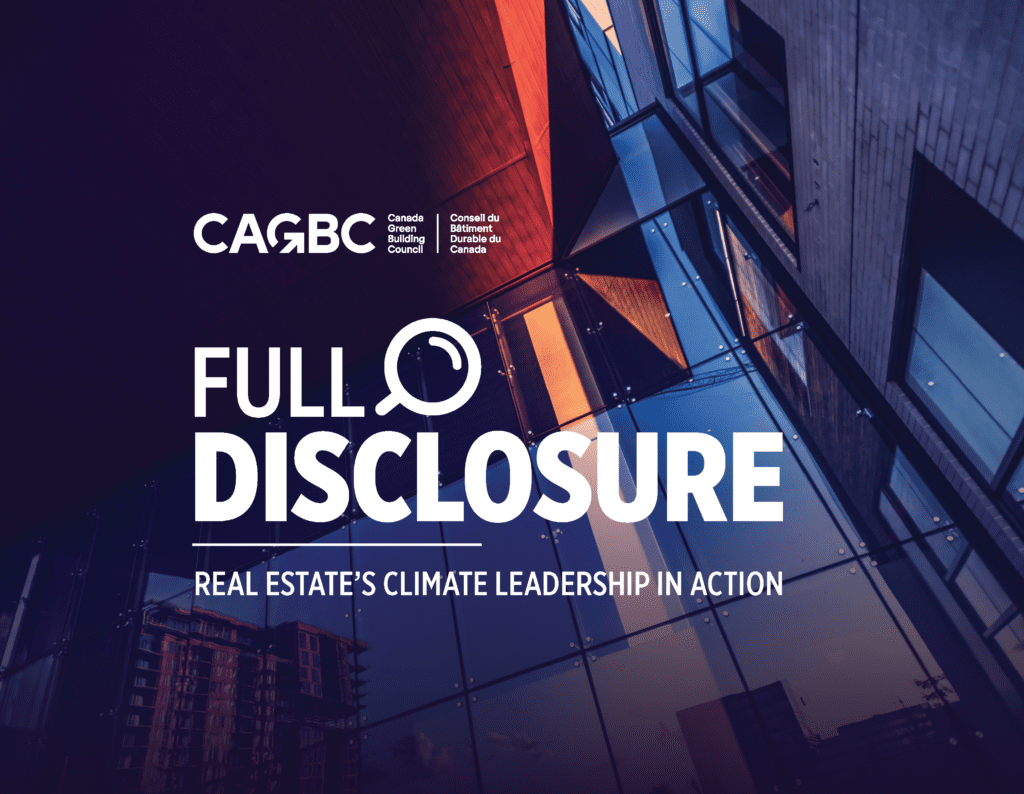 CAGBC
Canada
Green
Building
Council
Conseil du
Bâtiment
Durable du
Canada
FULL
DISCLOSURE
REAL ESTATE’S CLIMATE LEADERSHIP IN ACTION